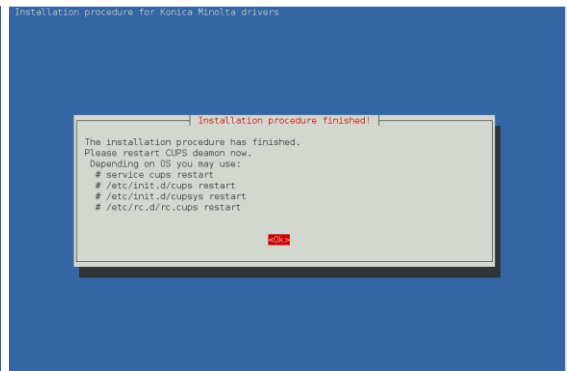 Installation procedure for Konica Minolta drivers
Installation procedure finished!
The installation procedure has finished.
Please restart CUPS deamon now.
Depending on OS you may use:
# service cups restart
# /etc/init.d/cups restart
# /etc/init.d/cupsys restart
# /etc/rc.d/rc.cups restart
<Ok>